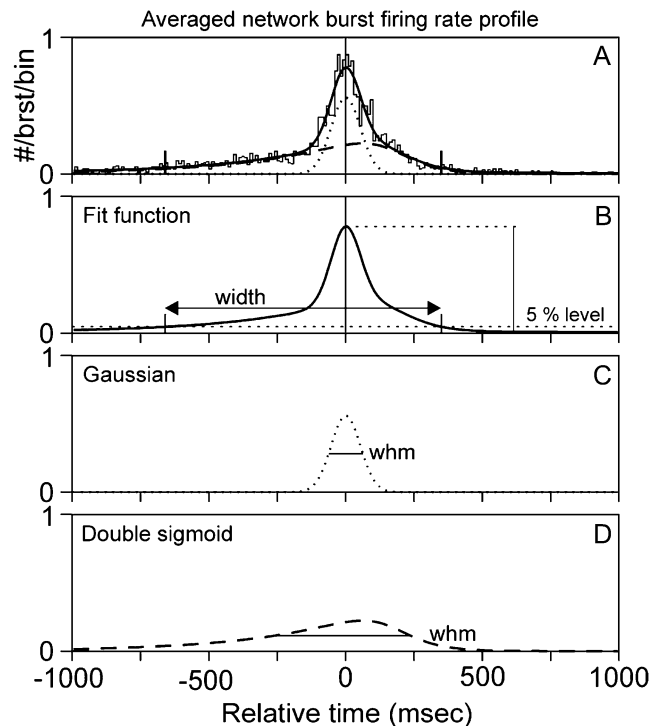 Averaged network burst firing rate profile
1
A
#/brst/bin
0
1
Fit function
B
width
5 % level
0
1
Gaussian
C
whm
0
1
Double sigmoid
D
whm
0
-1000 -500 0 500 1000
Relative time (msec)